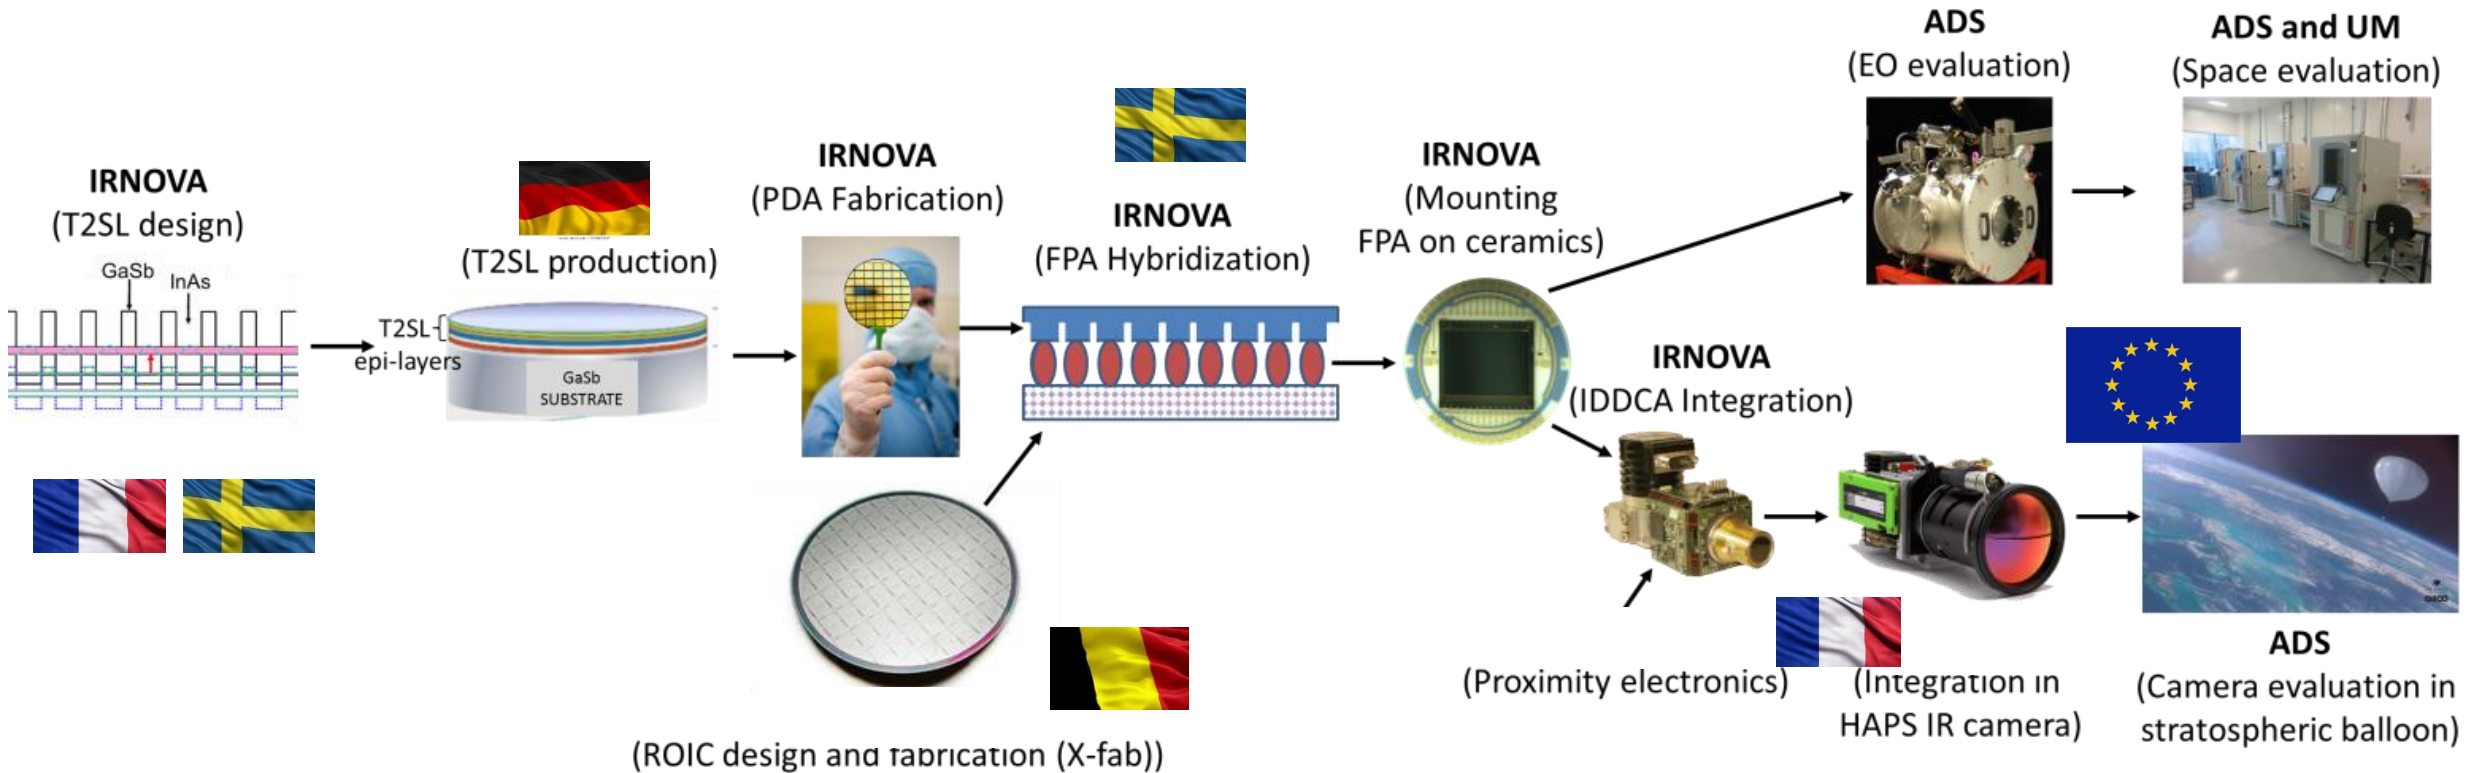 IRNOVA
(T2SL design)
GaSb
InAs
(T2SL production)
T2SL
epi-layers
GaSb
SUBSTRATE
IRNOVA
(PDA Fabrication)
IRNOVA
(FPA Hybridization)
(ROIC design and fabrication (X-fab))
IRNOVA
(Mounting
FPA on ceramics)
ADS
(EO evaluation)
ADS and UM
(Space evaluation)
IRNOVA
(IDDCA Integration)
(Proximity electronics)
(Integration in
HAPS IR camera)
ADS
(Camera evaluation in
stratospheric balloon)